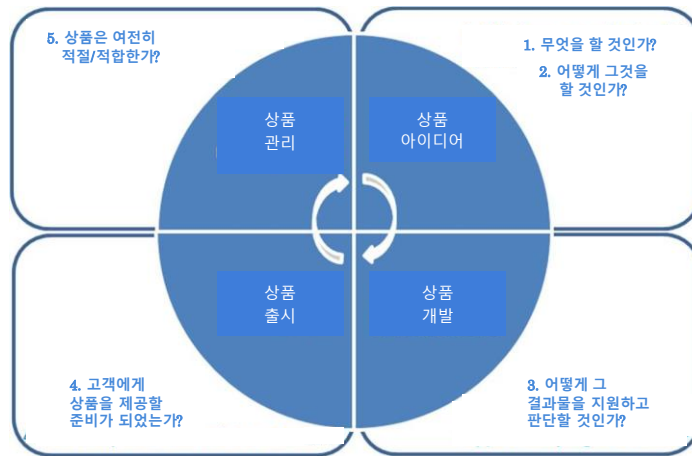 5. 상품은 여전히
적절/적합한가?
1. 무엇을 할 것인가?
2. 어떻게 그것을
할 것인가?
상품
관리
상품
아이디어
상품
출시
상품
개발
4. 고객에게
상품을 제공할
준비가 되었는가?
3. 어떻게 그
결과물을 지원하고
판단할 것인가?